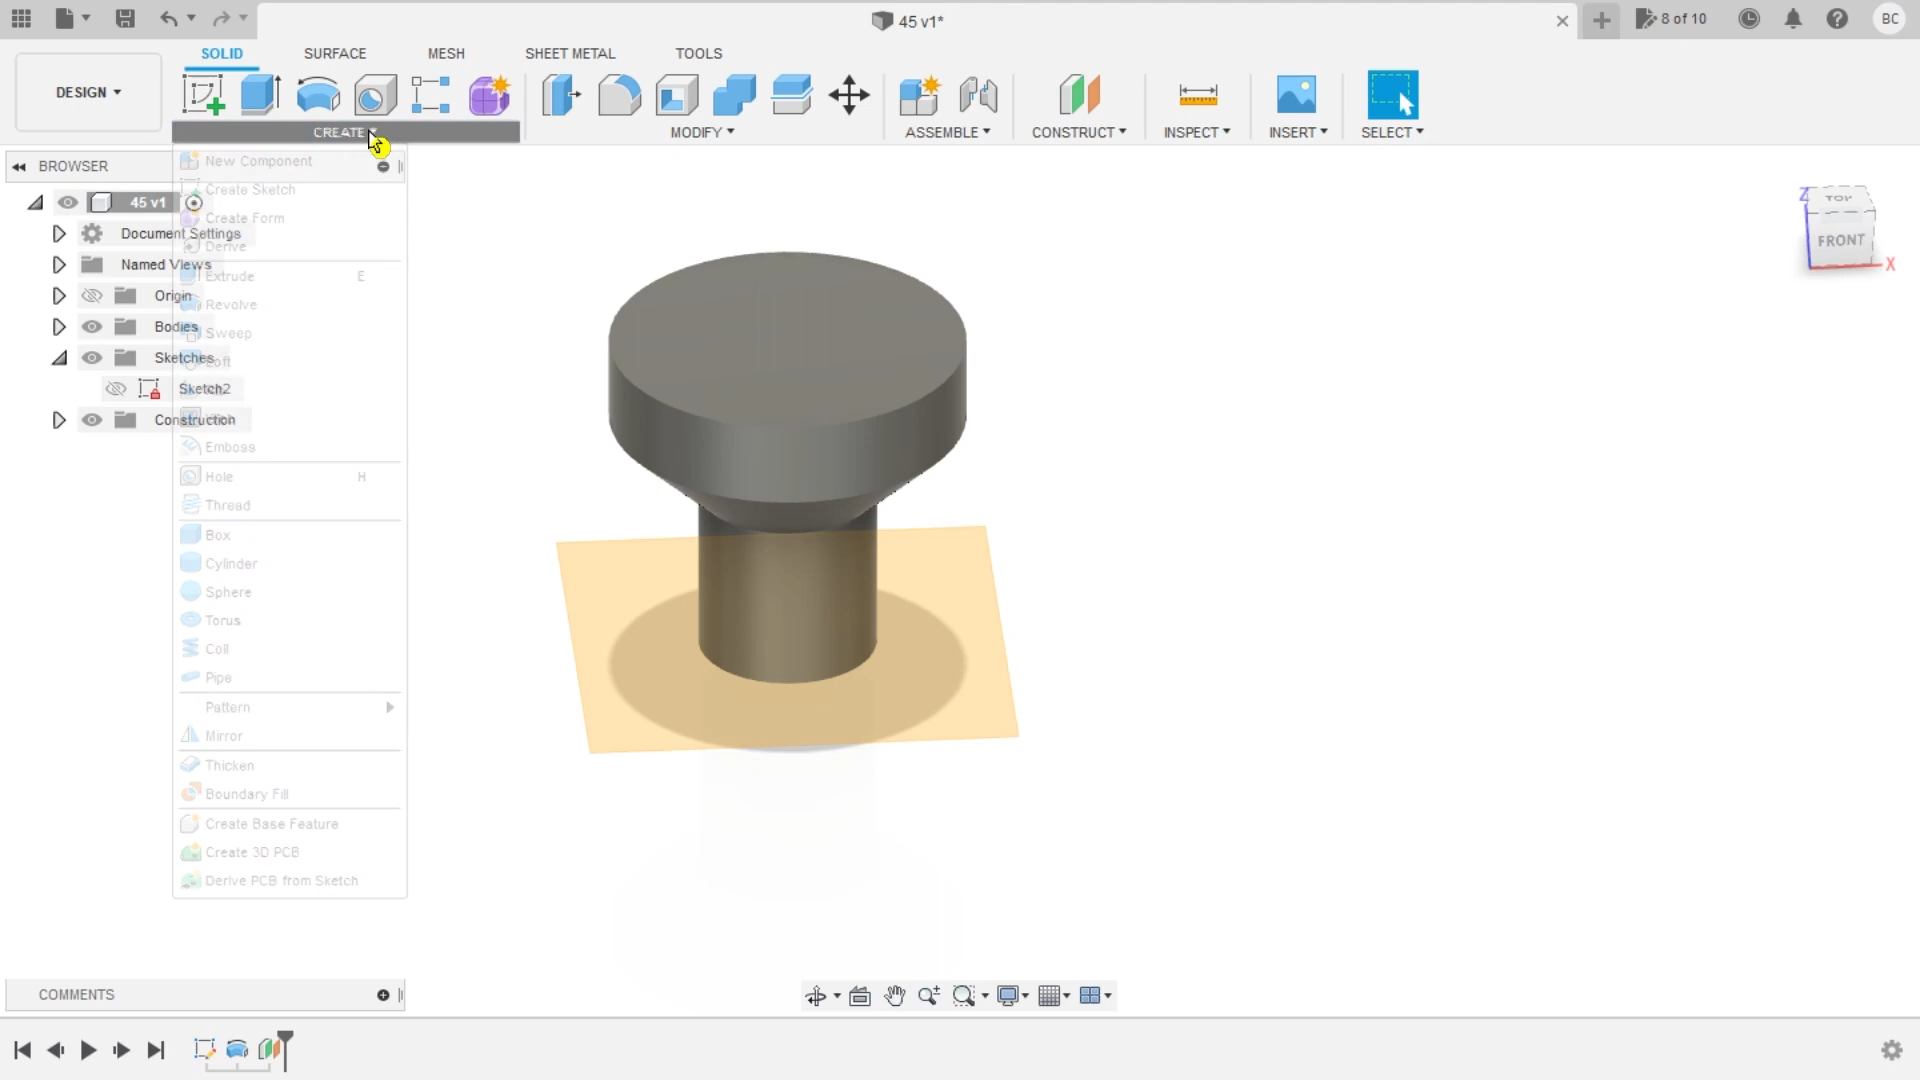 45 v1*
8 of 10
BC
SOLID
SURFACE
MESH
SHEET METAL
TOOLS
DESIGN
CREATE
MODIFY
ASSEMBLE
CONSTRUCT
INSPECT
INSERT
SELECT
BROWSER
45 v1
Document Settings
Named Views
Origin
Bodies
Sketches
Sketch2
Construction
New Component
Create Sketch
Create Form
Derive
Extrude E
Revolve
Sweep
Loft
Emboss
Hole H
Thread
Box
Cylinder
Sphere
Torus
Coil
Pipe
Pattern
Mirror
Thicken
Boundary Fill
Create Base Feature
Create 3D PCB
Derive PCB from Sketch
TOP
FRONT
Z
X
COMMENTS